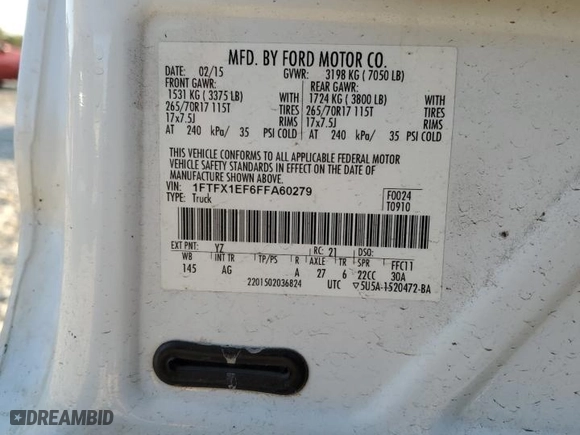 MFD. BY FORD MOTOR CO.
DATE: 02/15 GVWR: 3198 KG ( 7050 LB)
FRONT GAWR: REAR GAWR:
1531 KG ( 3375 LB) WITH 1724 KG ( 3800 LB) WITH
265/70R17 115T TIRES 265/70R17 115T TIRES
17x7.5J RIMS 17x7.5J RIMS
AT 240 kPa/ 35 PSI COLD AT 240 kPa/ 35 PSI COLD
THIS VEHICLE CONFORMS TO ALL APPLICABLE FEDERAL MOTOR
VEHICLE SAFETY STANDARDS IN EFFECT ON THE DATE OF
MANUFACTURE SHOWN ABOVE.
VIN: 1FTFX1EF6FFA60279 F0024
TYPE: Truck T0910
EXT PNT: YZ RC: 21 DSO:
WB INT TR TP/PS R AXLE TR SPR FFC11
145 AG A 27 6 22CC 30A
2201502036824 UTC 5U5A-1520472-BA
DREAMBID